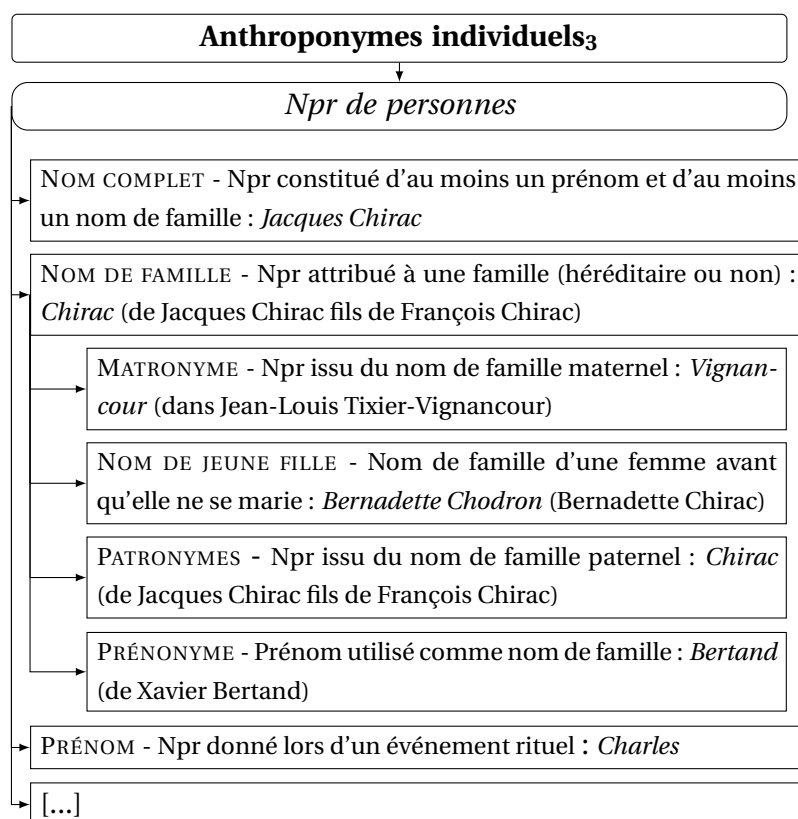 Anthroponymes individuels₃
Npr de personnes
NOM COMPLET - Npr constitué d'au moins un prénom et d'au moins
un nom de famille : Jacques Chirac
NOM DE FAMILLE - Npr attribué à une famille (héréditaire ou non) :
Chirac (de Jacques Chirac fils de François Chirac)
MATRONYME - Npr issu du nom de famille maternel : Vignan-
cour (dans Jean-Louis Tixier-Vignancour)
NOM DE JEUNE FILLE - Nom de famille d'une femme avant
qu'elle ne se marie : Bernadette Chodron (Bernadette Chirac)
PATRONYMES - Npr issu du nom de famille paternel : Chirac
(de Jacques Chirac fils de François Chirac)
PRÉNONYME - Prénom utilisé comme nom de famille : Bertand
(de Xavier Bertand)
PRÉNOM - Npr donné lors d'un événement rituel : Charles
[...]